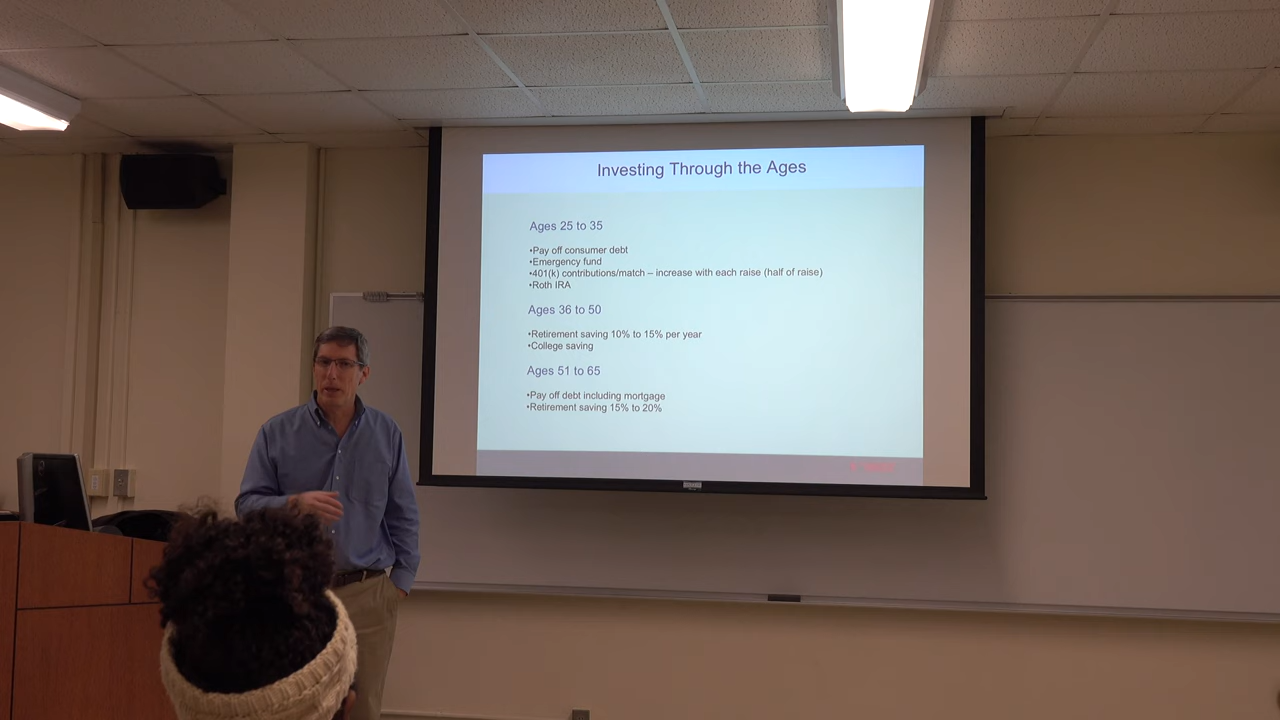 Investing Through the Ages
Ages 25 to 35
•Pay off consumer debt
•Emergency fund
•401(k) contributions/match – increase with each raise (half of raise)
•Roth IRA
Ages 36 to 50
•Retirement saving 10% to 15% per year
•College saving
Ages 51 to 65
•Pay off debt including mortgage
•Retirement saving 15% to 20%